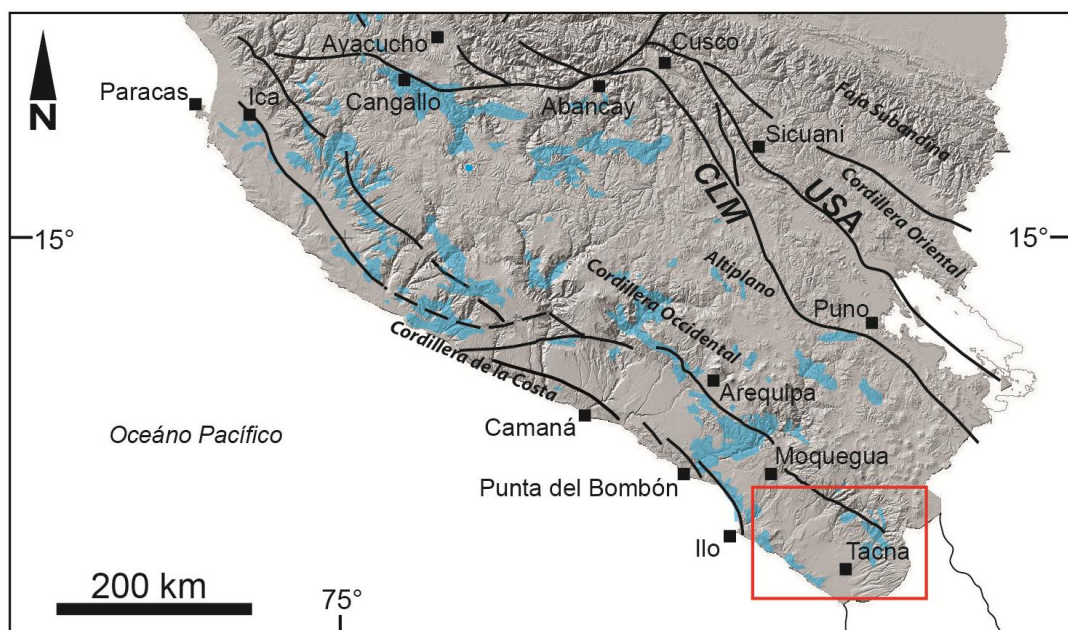 Ayacucho
Cusco
Paracas
Ica
Cangallo
Abancay
Faja Subandina
N
Sicuani
CLM
USA
Cordillera Oriental
15°
15°
Altiplano
Cordillera Occidental
Puno
Cordillera de la Costa
Arequipa
Camaná
Océano Pacífico
Moquegua
Punta del Bombón
Ilo
Tacna
200 km
75°